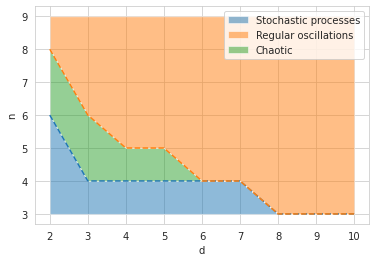 Stochastic processes
Regular oscillations
Chaotic
9
8
7
6
5
4
3
n
2 3 4 5 6 7 8 9 10
d